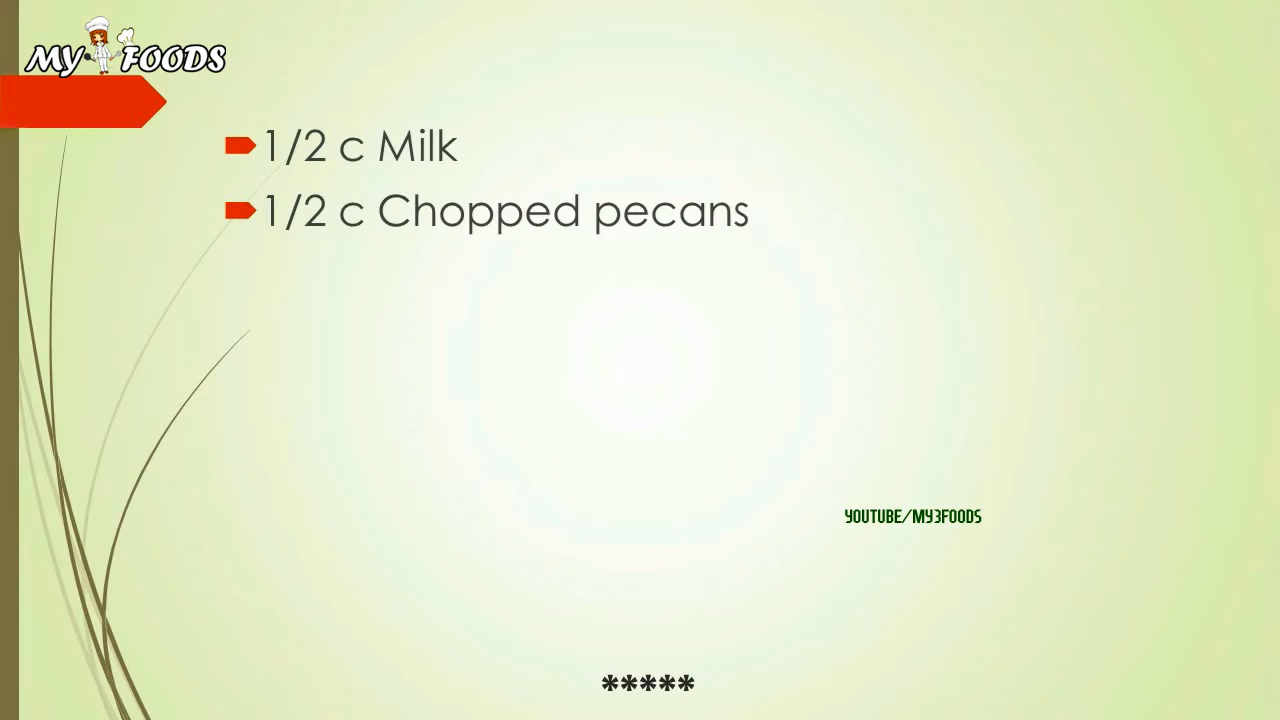 MY FOODS
1/2 c Milk
1/2 c Chopped pecans
YOUTUBE/MY3FOODS
*****